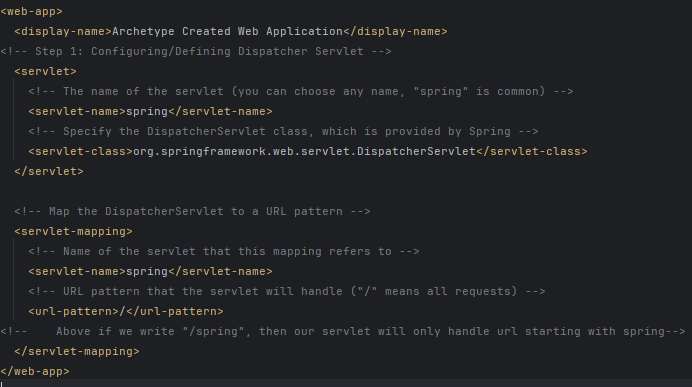 <web-app>
<display-name>Archetype Created Web Application</display-name>
<!-- Step 1: Configuring/Defining Dispatcher Servlet -->
<servlet>
<!-- The name of the servlet (you can choose any name, "spring" is common) -->
<servlet-name>spring</servlet-name>
<!-- Specify the DispatcherServlet class, which is provided by Spring -->
<servlet-class>org.springframework.web.servlet.DispatcherServlet</servlet-class>
</servlet>
<!-- Map the DispatcherServlet to a URL pattern -->
<servlet-mapping>
<!-- Name of the servlet that this mapping refers to -->
<servlet-name>spring</servlet-name>
<!-- URL pattern that the servlet will handle ("/" means all requests) -->
<url-pattern>/</url-pattern>
<!--    Above if we write "/spring", then our servlet will only handle url starting with spring-->
</servlet-mapping>
</web-app>